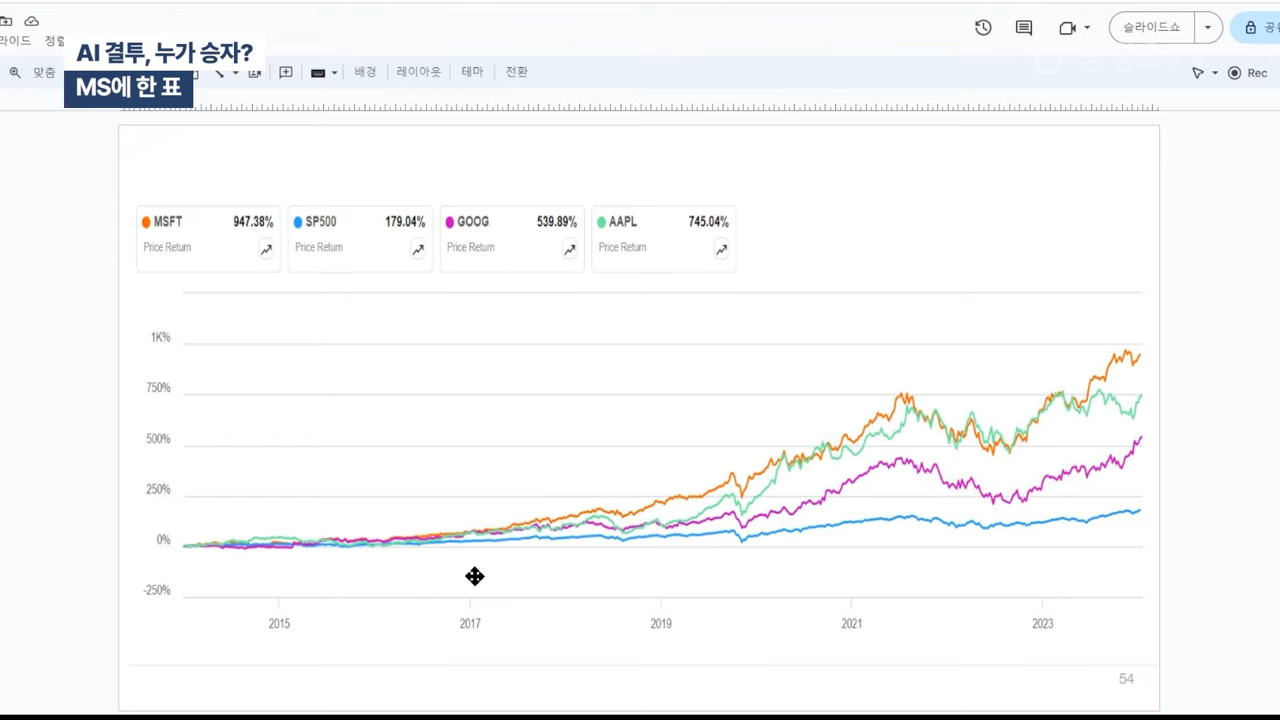 AI 결투, 누가 승자?
MS에 한 표
라이드 정렬
슬라이드쇼
맞춤
배경 레이아웃 테마 전환
Rec
MSFT 947.38%
Price Return
SP500 179.04%
Price Return
GOOG 539.89%
Price Return
AAPL 745.04%
Price Return
1K%
750%
500%
250%
0%
-250%
2015 2017 2019 2021 2023
54